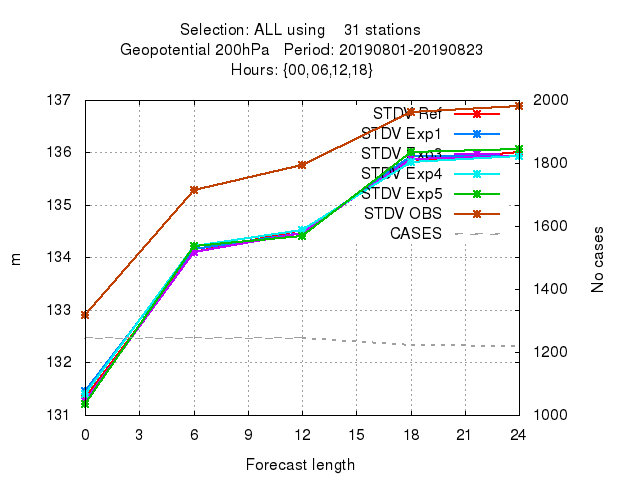 Selection: ALL using 31 stations
Geopotential 200hPa Period: 20190801-20190823
Hours: {00,06,12,18}
137 2000
STDV Ref
STDV Exp1
136 STDV Exp3 1800
STDV Exp4
STDV Exp5
135 STDV OBS
CASES 1600
134
m
No cases
133 1400
132 1200
131 1000
0 3 6 9 12 15 18 21 24
Forecast length